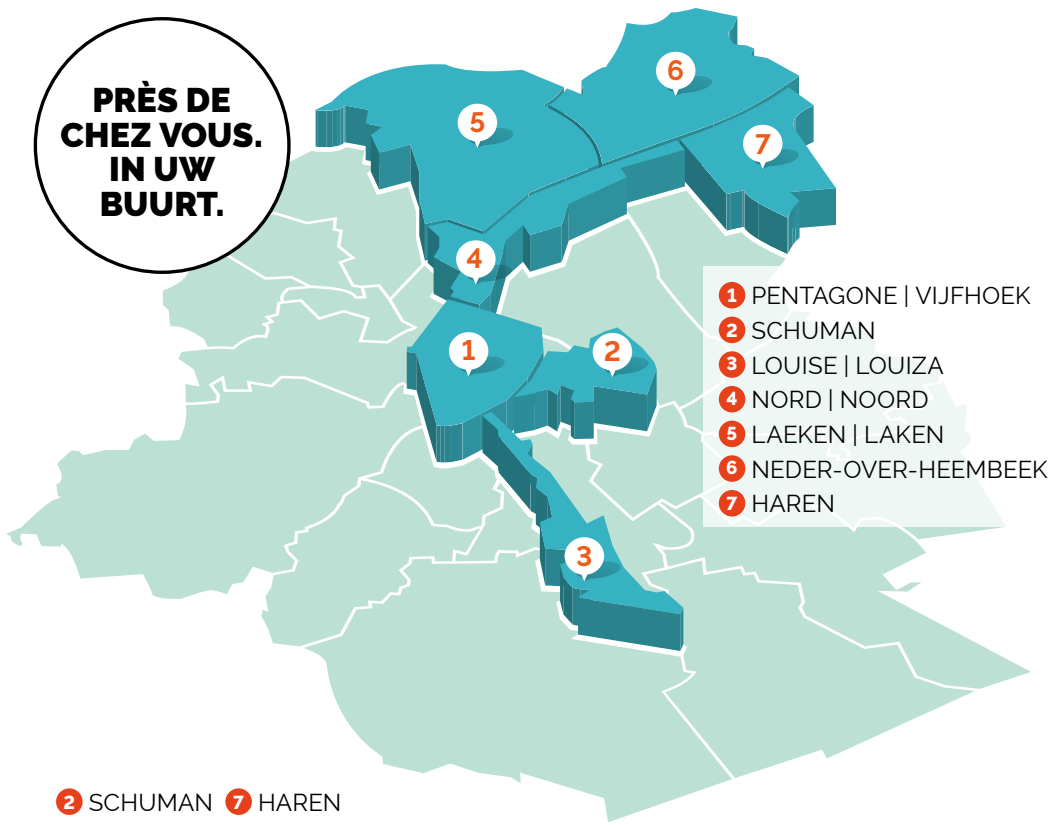 PRÈS DE
CHEZ VOUS.
IN UW
BUURT.
6
5
7
4
1
2
3
1 PENTAGONE | VIJFHOEK
2 SCHUMAN
3 LOUISE | LOUIZA
4 NORD | NOORD
5 LAEKEN | LAKEN
6 NEDER-OVER-HEEMBEEK
7 HAREN
2 SCHUMAN 7 HAREN